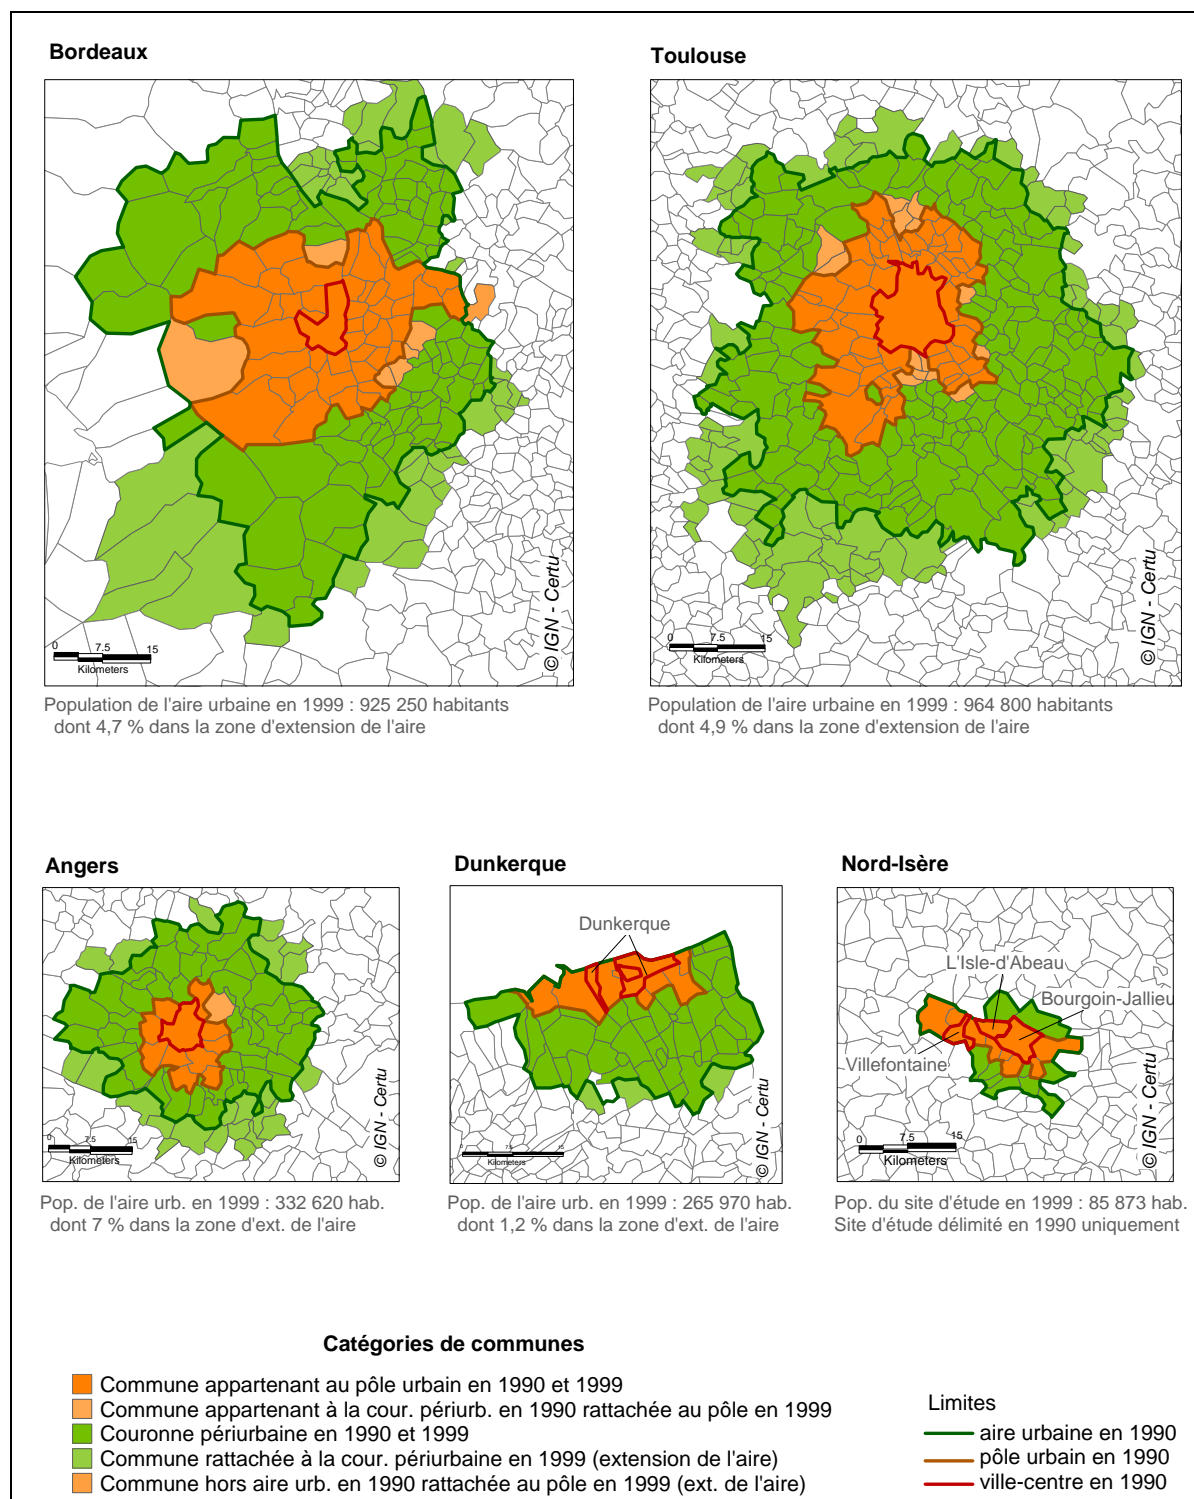 Bordeaux
Toulouse
0 7.5 15
Kilometers
© IGN - Certu
0 7.5 15
Kilometers
© IGN - Certu
Population de l'aire urbaine en 1999 : 925 250 habitants
dont 4,7 % dans la zone d'extension de l'aire
Population de l'aire urbaine en 1999 : 964 800 habitants
dont 4,9 % dans la zone d'extension de l'aire
Angers
Dunkerque
Nord-Isère
0 7.5 15
Kilometers
© IGN - Certu
Dunkerque
0 7.5 15
Kilometers
© IGN - Certu
L'Isle-d'Abeau
Bourgoin-Jallieu
Villefontaine
0 7.5 15
Kilometers
© IGN - Certu
Pop. de l'aire urb. en 1999 : 332 620 hab.
dont 7 % dans la zone d'ext. de l'aire
Pop. de l'aire urb. en 1999 : 265 970 hab.
dont 1,2 % dans la zone d'ext. de l'aire
Pop. du site d'étude en 1999 : 85 873 hab.
Site d'étude délimité en 1990 uniquement
Catégories de communes
Commune appartenant au pôle urbain en 1990 et 1999
Commune appartenant à la cour. périurb. en 1990 rattachée au pôle en 1999
Couronne périurbaine en 1990 et 1999
Commune rattachée à la cour. périurbaine en 1999 (extension de l'aire)
Commune hors aire urb. en 1990 rattachée au pôle en 1999 (ext. de l'aire)
Limites
aire urbaine en 1990
pôle urbain en 1990
ville-centre en 1990